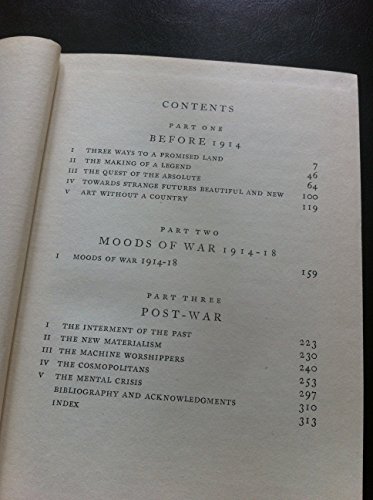 CONTENTS
PART ONE
BEFORE 1914
I THREE WAYS TO A PROMISED LAND 7
II THE MAKING OF A LEGEND 46
III THE QUEST OF THE ABSOLUTE 64
IV TOWARDS STRANGE FUTURES BEAUTIFUL AND NEW 100
V ART WITHOUT A COUNTRY 119
PART TWO
MOODS OF WAR 1914-18
I MOODS OF WAR 1914-18 159
PART THREE
POST-WAR
I THE INTERMENT OF THE PAST 223
II THE NEW MATERIALISM 230
III THE MACHINE WORSHIPPERS 240
IV THE COSMOPOLITANS 253
V THE MENTAL CRISIS 297
BIBLIOGRAPHY AND ACKNOWLEDGMENTS 310
INDEX 313